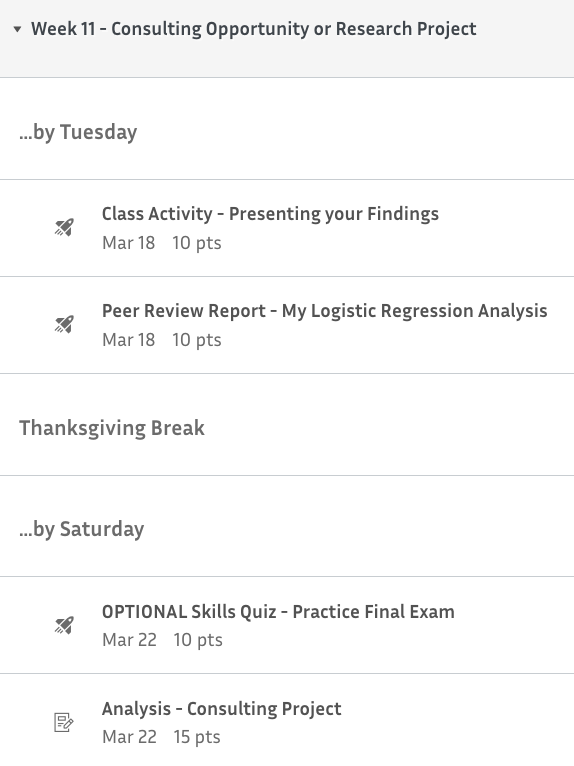 Week 11 - Consulting Opportunity or Research Project
...by Tuesday
Class Activity - Presenting your Findings
Mar 18 10 pts
Peer Review Report - My Logistic Regression Analysis
Mar 18 10 pts
Thanksgiving Break
...by Saturday
OPTIONAL Skills Quiz - Practice Final Exam
Mar 22 10 pts
Analysis - Consulting Project
Mar 22 15 pts